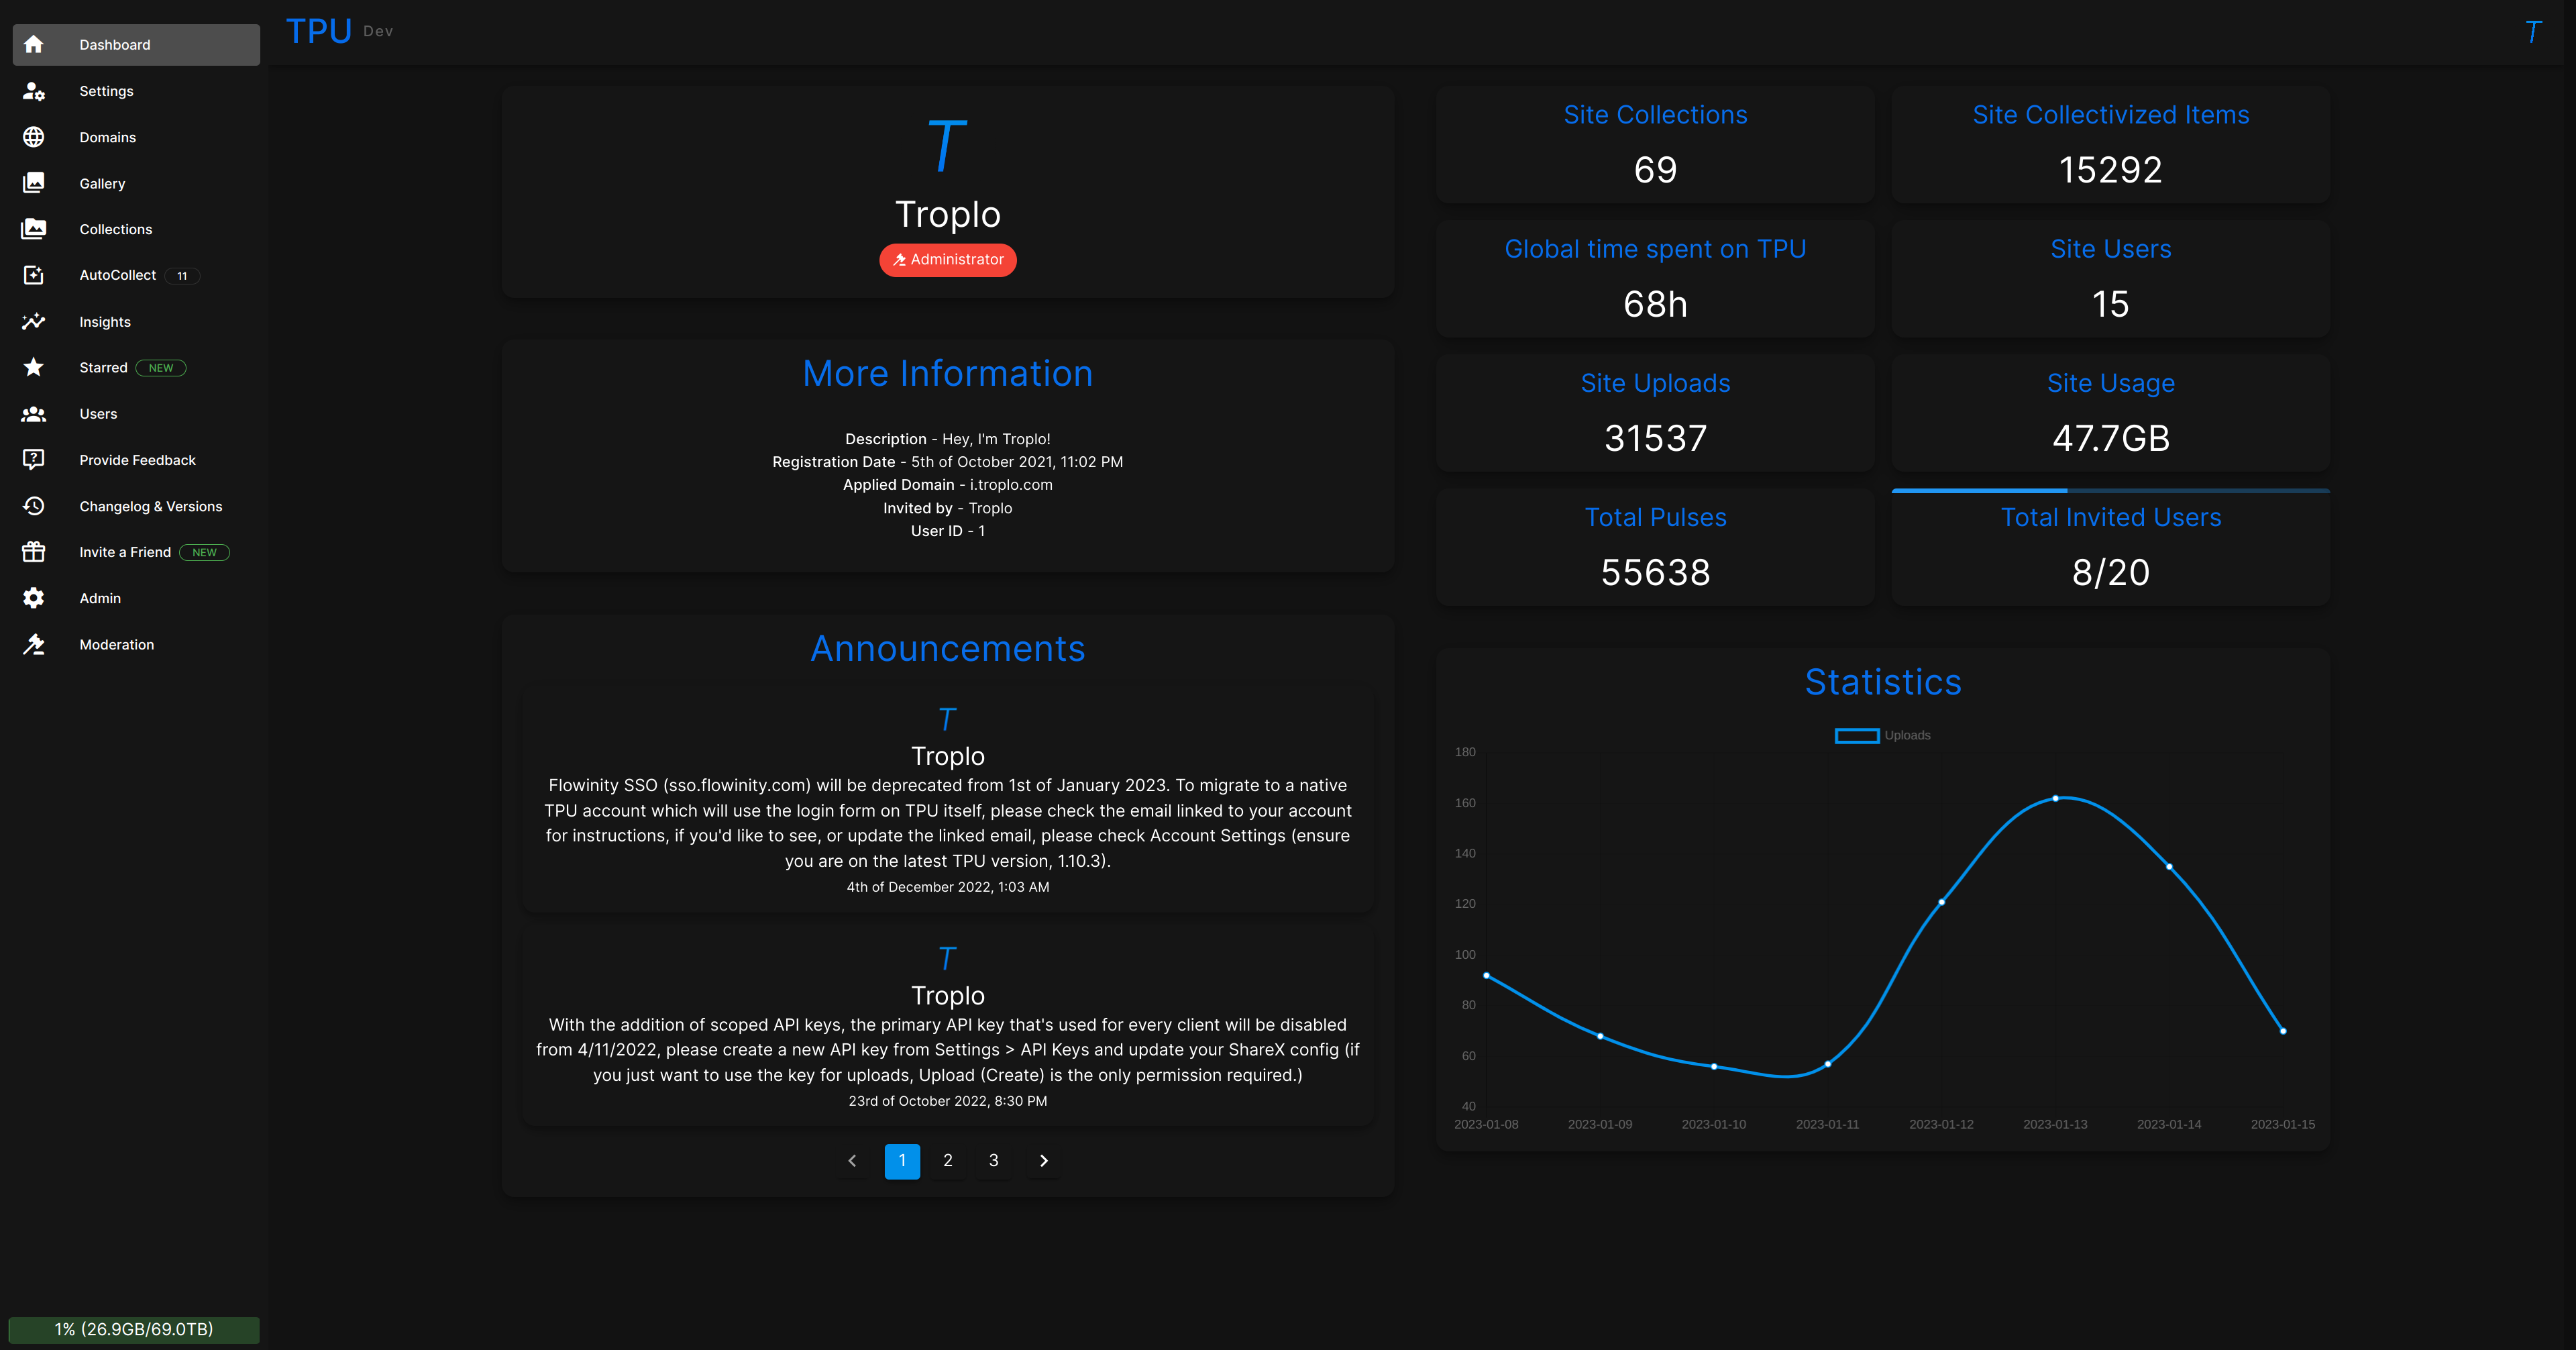 Dashboard
Settings
Domains
Gallery
Collections
AutoCollect 11
Insights
Starred NEW
Users
Provide Feedback
Changelog & Versions
Invite a Friend NEW
Admin
Moderation
1% (26.9GB/69.0TB)
TPU Dev
T
T
Troplo
Administrator
More Information
Description - Hey, I'm Troplo!
Registration Date - 5th of October 2021, 11:02 PM
Applied Domain - i.troplo.com
Invited by - Troplo
User ID - 1
Announcements
T
Troplo
Flowinity SSO (sso.flowinity.com) will be deprecated from 1st of January 2023. To migrate to a native
TPU account which will use the login form on TPU itself, please check the email linked to your account
for instructions, if you'd like to see, or update the linked email, please check Account Settings (ensure
you are on the latest TPU version, 1.10.3).
4th of December 2022, 1:03 AM
T
Troplo
With the addition of scoped API keys, the primary API key that's used for every client will be disabled
from 4/11/2022, please create a new API key from Settings > API Keys and update your ShareX config (if
you just want to use the key for uploads, Upload (Create) is the only permission required.)
23rd of October 2022, 8:30 PM
1 2 3
Site Collections
69
Site Collectivized Items
15292
Global time spent on TPU
68h
Site Users
15
Site Uploads
31537
Site Usage
47.7GB
Total Pulses
55638
Total Invited Users
8/20
Statistics
Uploads
180
160
140
120
100
80
60
40
2023-01-08 2023-01-09 2023-01-10 2023-01-11 2023-01-12 2023-01-13 2023-01-14 2023-01-15